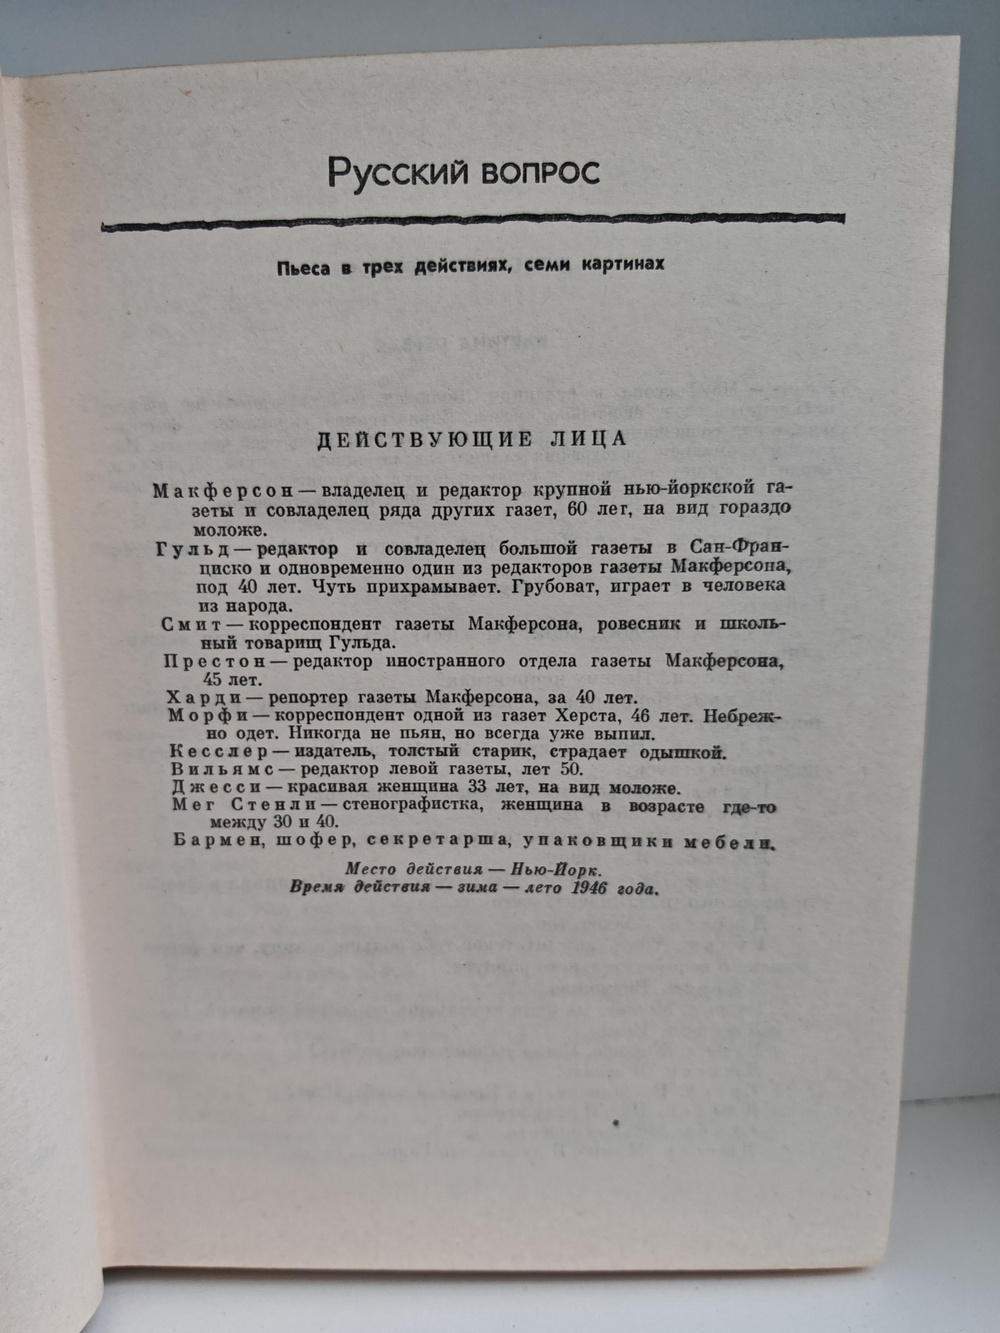 Русский вопрос
Пьеса в трех действиях, семи картинах
ДЕЙСТВУЮЩИЕ ЛИЦА
Макферсон — владелец и редактор крупной нью-йоркской га-
зеты и совладелец ряда других газет, 60 лет, на вид гораздо
моложе.
Гульд — редактор и совладелец большой газеты в Сан-Фран-
циско и одновременно один из редакторов газеты Макферсона,
под 40 лет. Чуть прихрамывает. Грубоват, играет в человека
из народа.
Смит — корреспондент газеты Макферсона, ровесник и школь-
ный товарищ Гульда.
Престон — редактор иностранного отдела газеты Макферсона,
45 лет.
Харди — репортер газеты Макферсона, за 40 лет.
Морфи — корреспондент одной из газет Херста, 46 лет. Небреж-
но одет. Никогда не пьян, но всегда уже выпил.
Кесслер — издатель, толстый старик, страдает одышкой.
Вильямс — редактор левой газеты, лет 50.
Джесси — красивая женщина 33 лет, на вид моложе.
Мег Стенли — стенографистка, женщина в возрасте где-то
между 30 и 40.
Бармен, шофер, секретарша, упаковщики мебели.
Место действия — Нью-Йорк.
Время действия — зима — лето 1946 года.